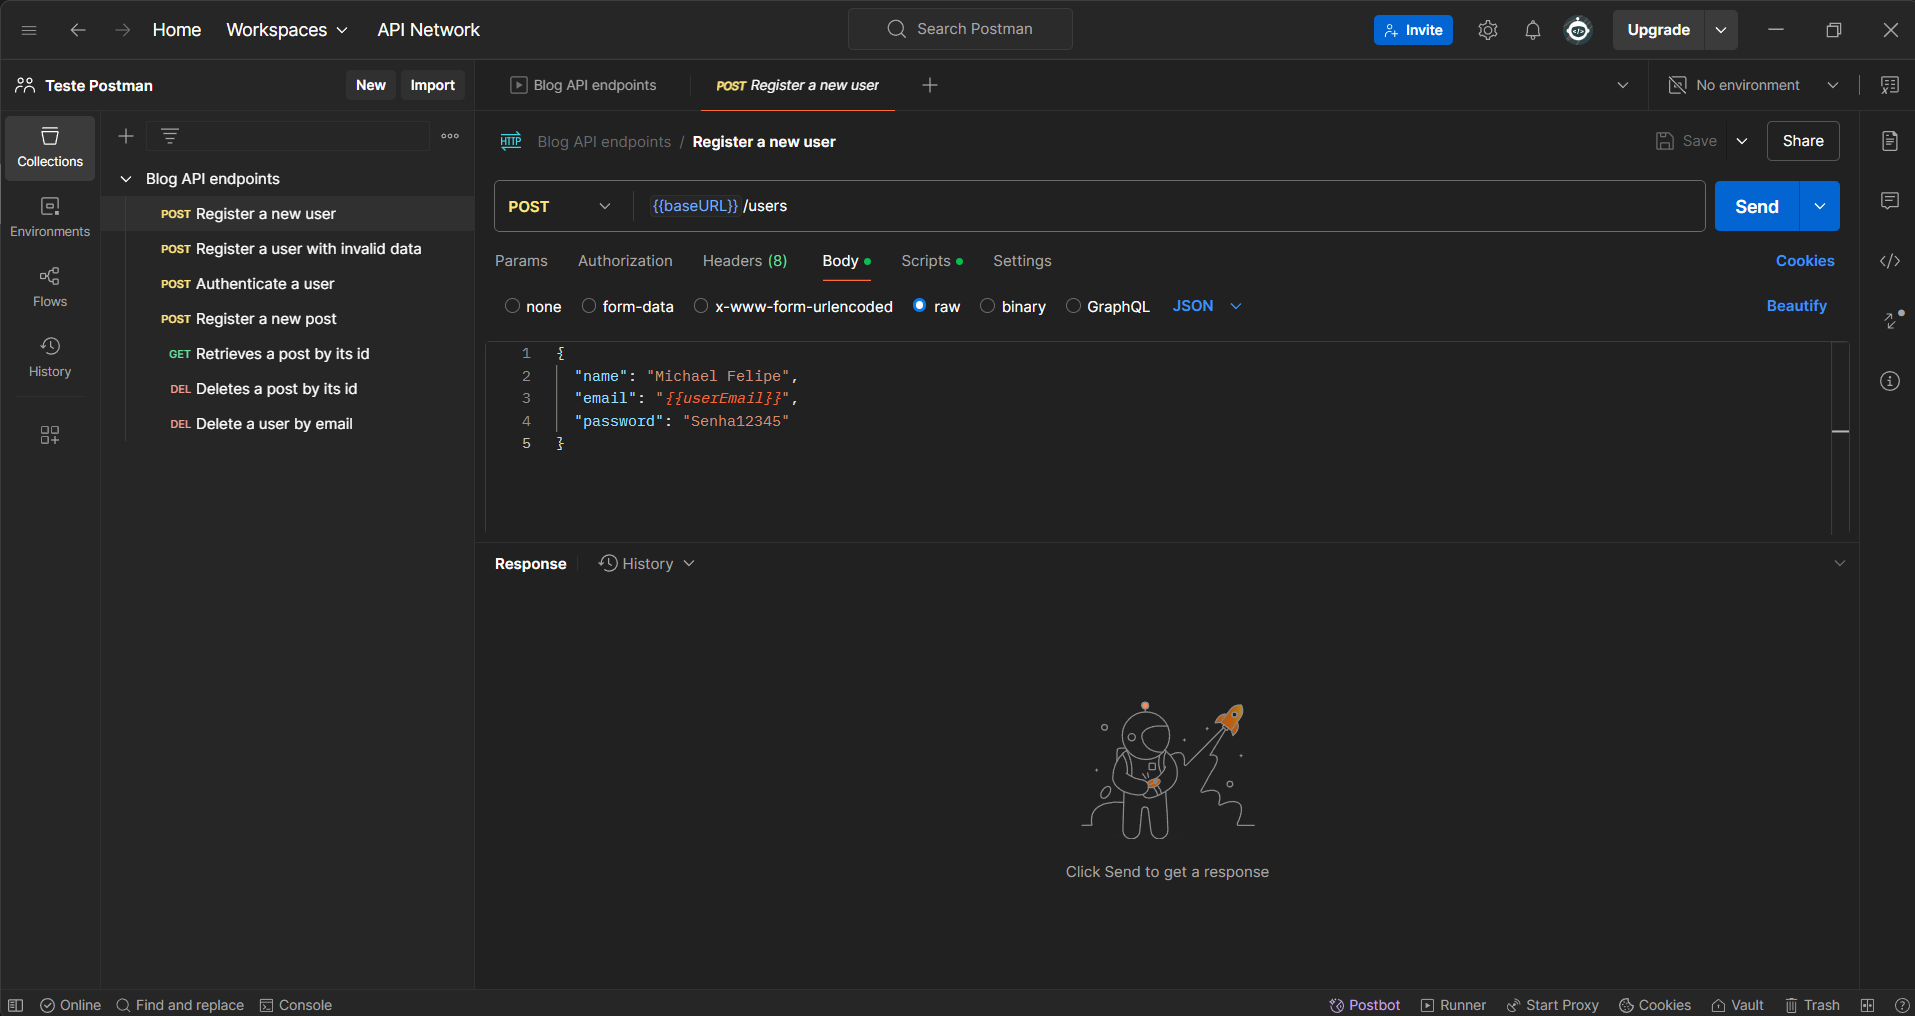 Home Workspaces API Network Search Postman Invite Upgrade
Teste Postman New Import
Blog API endpoints POST Register a new user No environment
Collections
Environments
Flows
History
Blog API endpoints
POST Register a new user
POST Register a user with invalid data
POST Authenticate a user
POST Register a new post
GET Retrieves a post by its id
DEL Deletes a post by its id
DEL Delete a user by email
HTTP Blog API endpoints / Register a new user Save Share
POST {{baseURL}} /users Send
Params Authorization Headers (8) Body Scripts Settings Cookies
none form-data x-www-form-urlencoded raw binary GraphQL JSON Beautify
1 {
2 "name": "Michael Felipe",
3 "email": "{{userEmail}}",
4 "password": "Senha12345"
5 }
Response History
Click Send to get a response
Online Find and replace Console Postbot Runner Start Proxy Cookies Vault Trash